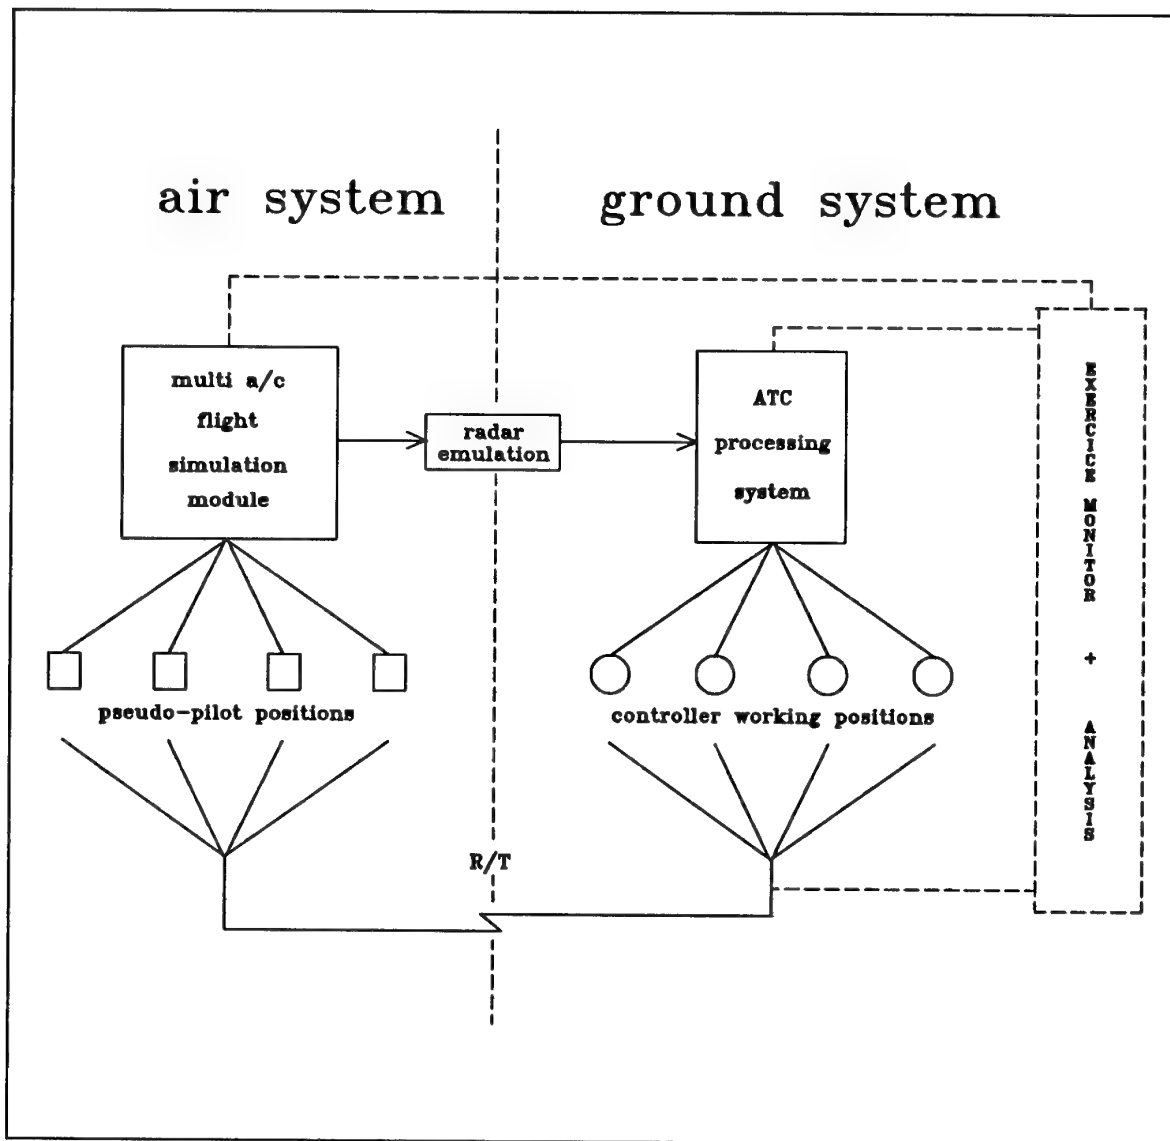 air system
ground system
multi a/c
flight
simulation
module
radar
emulation
ATC
processing
system
EXERCICE MONITOR + ANALYSIS
pseudo-pilot positions
controller working positions
R/T